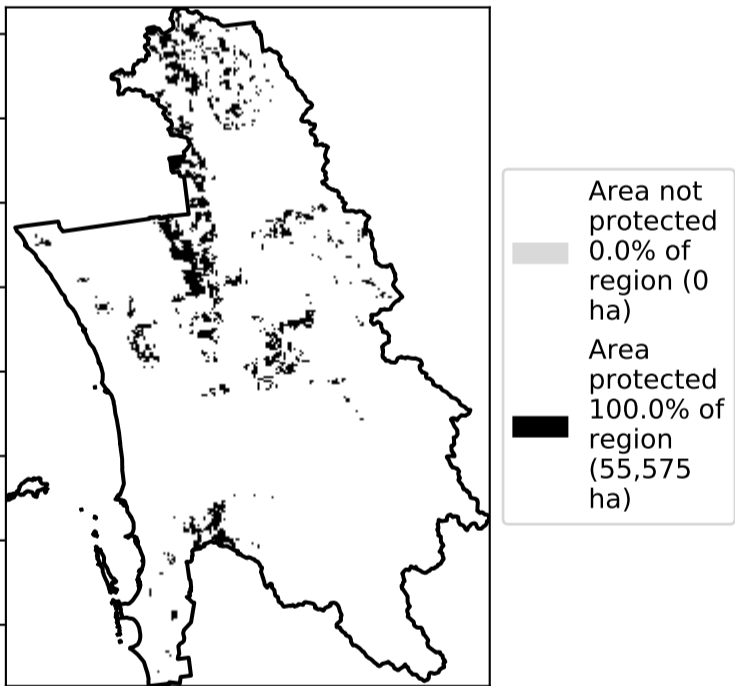 Area not
protected
0.0% of
region (0
ha)
Area
protected
100.0% of
region
(55,575
ha)